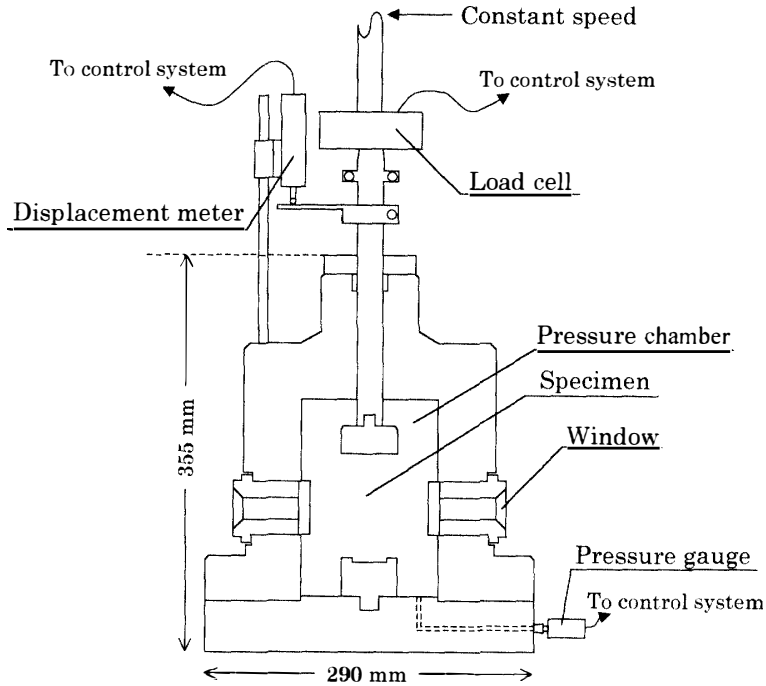 Constant speed
To control system
To control system
Load cell
Displacement meter
Pressure chamber
Specimen
Window
355 mm
Pressure gauge
To control system
290 mm